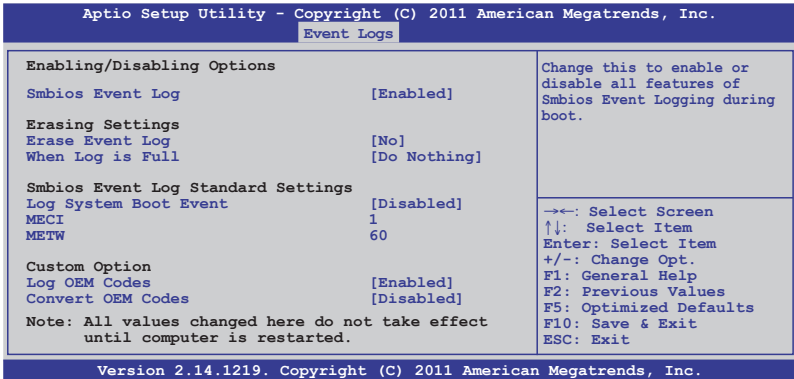 Aptio Setup Utility - Copyright (C) 2011 American Megatrends, Inc.
Event Logs
Enabling/Disabling Options
Smbios Event Log [Enabled]
Erasing Settings
Erase Event Log [No]
When Log is Full [Do Nothing]
Smbios Event Log Standard Settings
Log System Boot Event [Disabled]
MECI 1
METW 60
Custom Option
Log OEM Codes [Enabled]
Convert OEM Codes [Disabled]
Note: All values changed here do not take effect
until computer is restarted.
Change this to enable or
disable all features of
Smbios Event Logging during
boot.
→←: Select Screen
↑↓: Select Item
Enter: Select Item
+/-: Change Opt.
F1: General Help
F2: Previous Values
F5: Optimized Defaults
F10: Save & Exit
ESC: Exit
Version 2.14.1219. Copyright (C) 2011 American Megatrends, Inc.